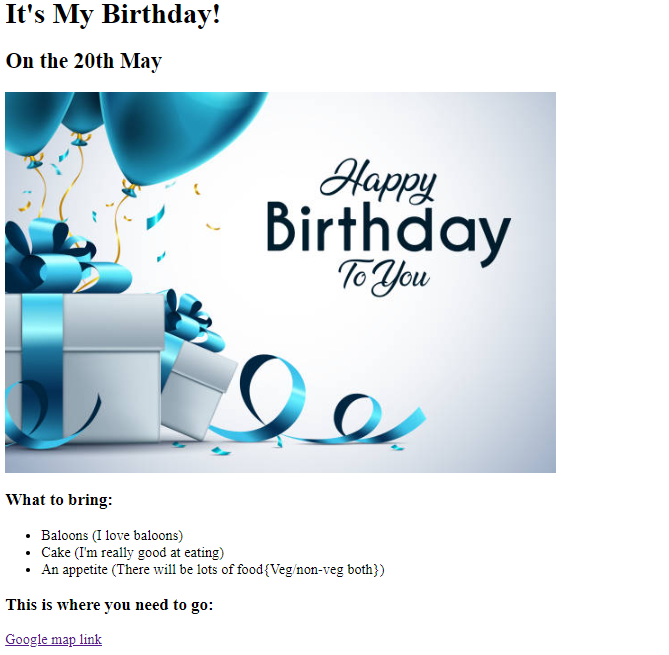 It's My Birthday!
On the 20th May
Happy
Birthday
To You
What to bring:
• Baloons (I love baloons)
• Cake (I'm really good at eating)
• An appetite (There will be lots of food{Veg/non-veg both})
This is where you need to go:
Google map link